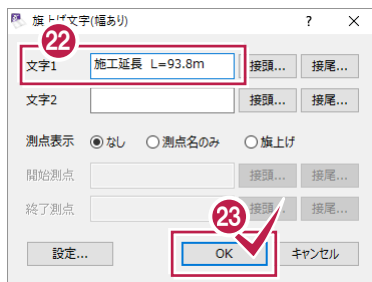 旗上げ文字(幅あり) ? ×
22
文字1 施工延長 L=93.8m 接頭... 接尾...
文字2 接頭... 接尾...
測点表示 なし 測点名のみ 旗上げ
開始測点 接頭... 接尾...
終了測点 接頭... 接尾...
23
設定... OK キャンセル